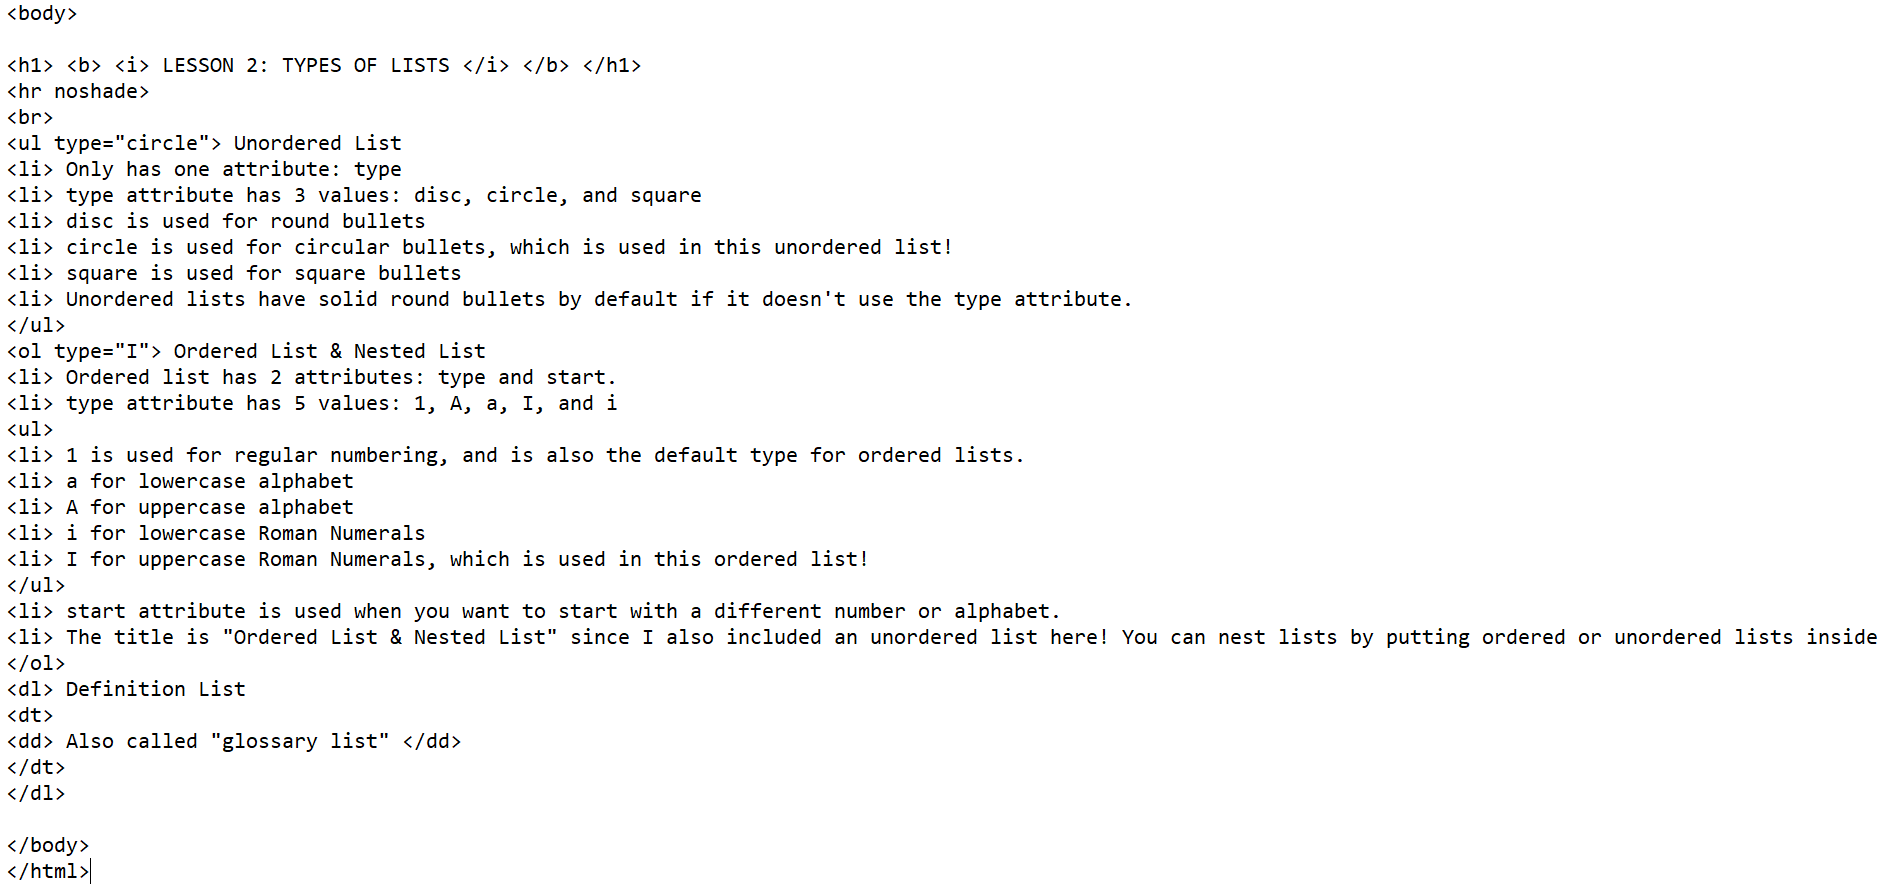 <body>
<h1> <b> <i> LESSON 2: TYPES OF LISTS </i> </b> </h1>
<hr noshade>
<br>
<ul type="circle"> Unordered List
<li> Only has one attribute: type
<li> type attribute has 3 values: disc, circle, and square
<li> disc is used for round bullets
<li> circle is used for circular bullets, which is used in this unordered list!
<li> square is used for square bullets
<li> Unordered lists have solid round bullets by default if it doesn't use the type attribute.
</ul>
<ol type="I"> Ordered List & Nested List
<li> Ordered list has 2 attributes: type and start.
<li> type attribute has 5 values: 1, A, a, I, and i
<ul>
<li> 1 is used for regular numbering, and is also the default type for ordered lists.
<li> a for lowercase alphabet
<li> A for uppercase alphabet
<li> i for lowercase Roman Numerals
<li> I for uppercase Roman Numerals, which is used in this ordered list!
</ul>
<li> start attribute is used when you want to start with a different number or alphabet.
<li> The title is "Ordered List & Nested List" since I also included an unordered list here! You can nest lists by putting ordered or unordered lists inside
</ol>
<dl> Definition List
<dt>
<dd> Also called "glossary list" </dd>
</dt>
</dl>
</body>
</html>